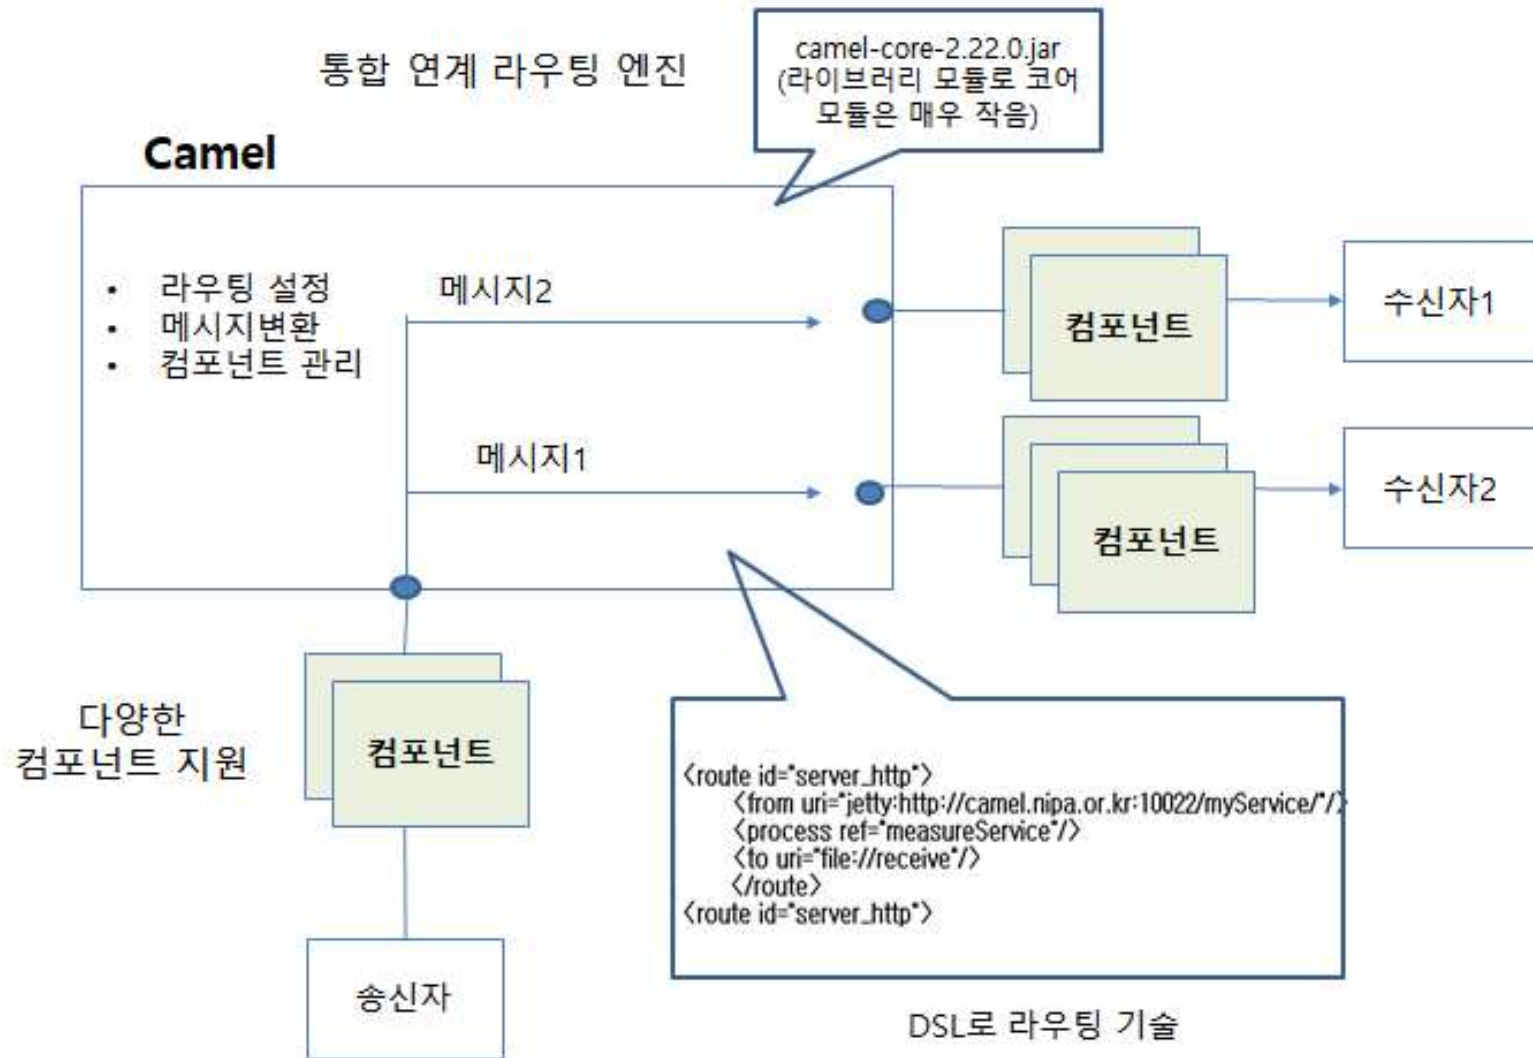 통합 연계 라우팅 엔진
camel-core-2.22.0.jar
(라이브러리 모듈로 코어
모듈은 매우 작음)
Camel
• 라우팅 설정
• 메시지변환
• 컴포넌트 관리
메시지2
메시지1
컴포넌트
수신자1
컴포넌트
수신자2
다양한
컴포넌트 지원
컴포넌트
송신자
<route id="server_http">
<from uri="jetty:http://camel.nipa.or.kr:10022/myService/"/>
<process ref="measureService"/>
<to uri="file://receive"/>
</route>
<route id="server_http">
DSL로 라우팅 기술